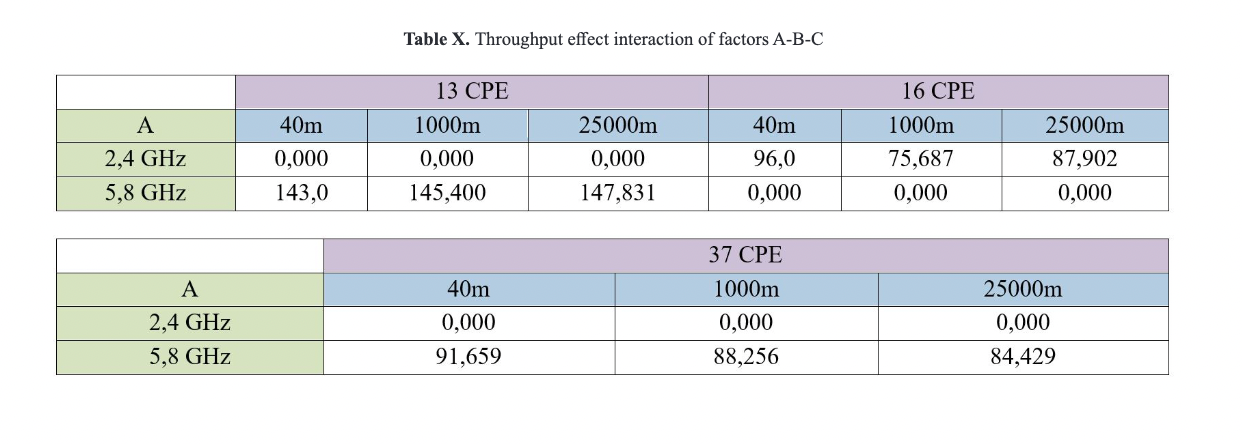 Table X. Throughput effect interaction of factors A-B-C
13 CPE 16 CPE
A 40m 1000m 25000m 40m 1000m 25000m
2,4 GHz 0,000 0,000 0,000 96,0 75,687 87,902
5,8 GHz 143,0 145,400 147,831 0,000 0,000 0,000
37 CPE
A 40m 1000m 25000m
2,4 GHz 0,000 0,000 0,000
5,8 GHz 91,659 88,256 84,429